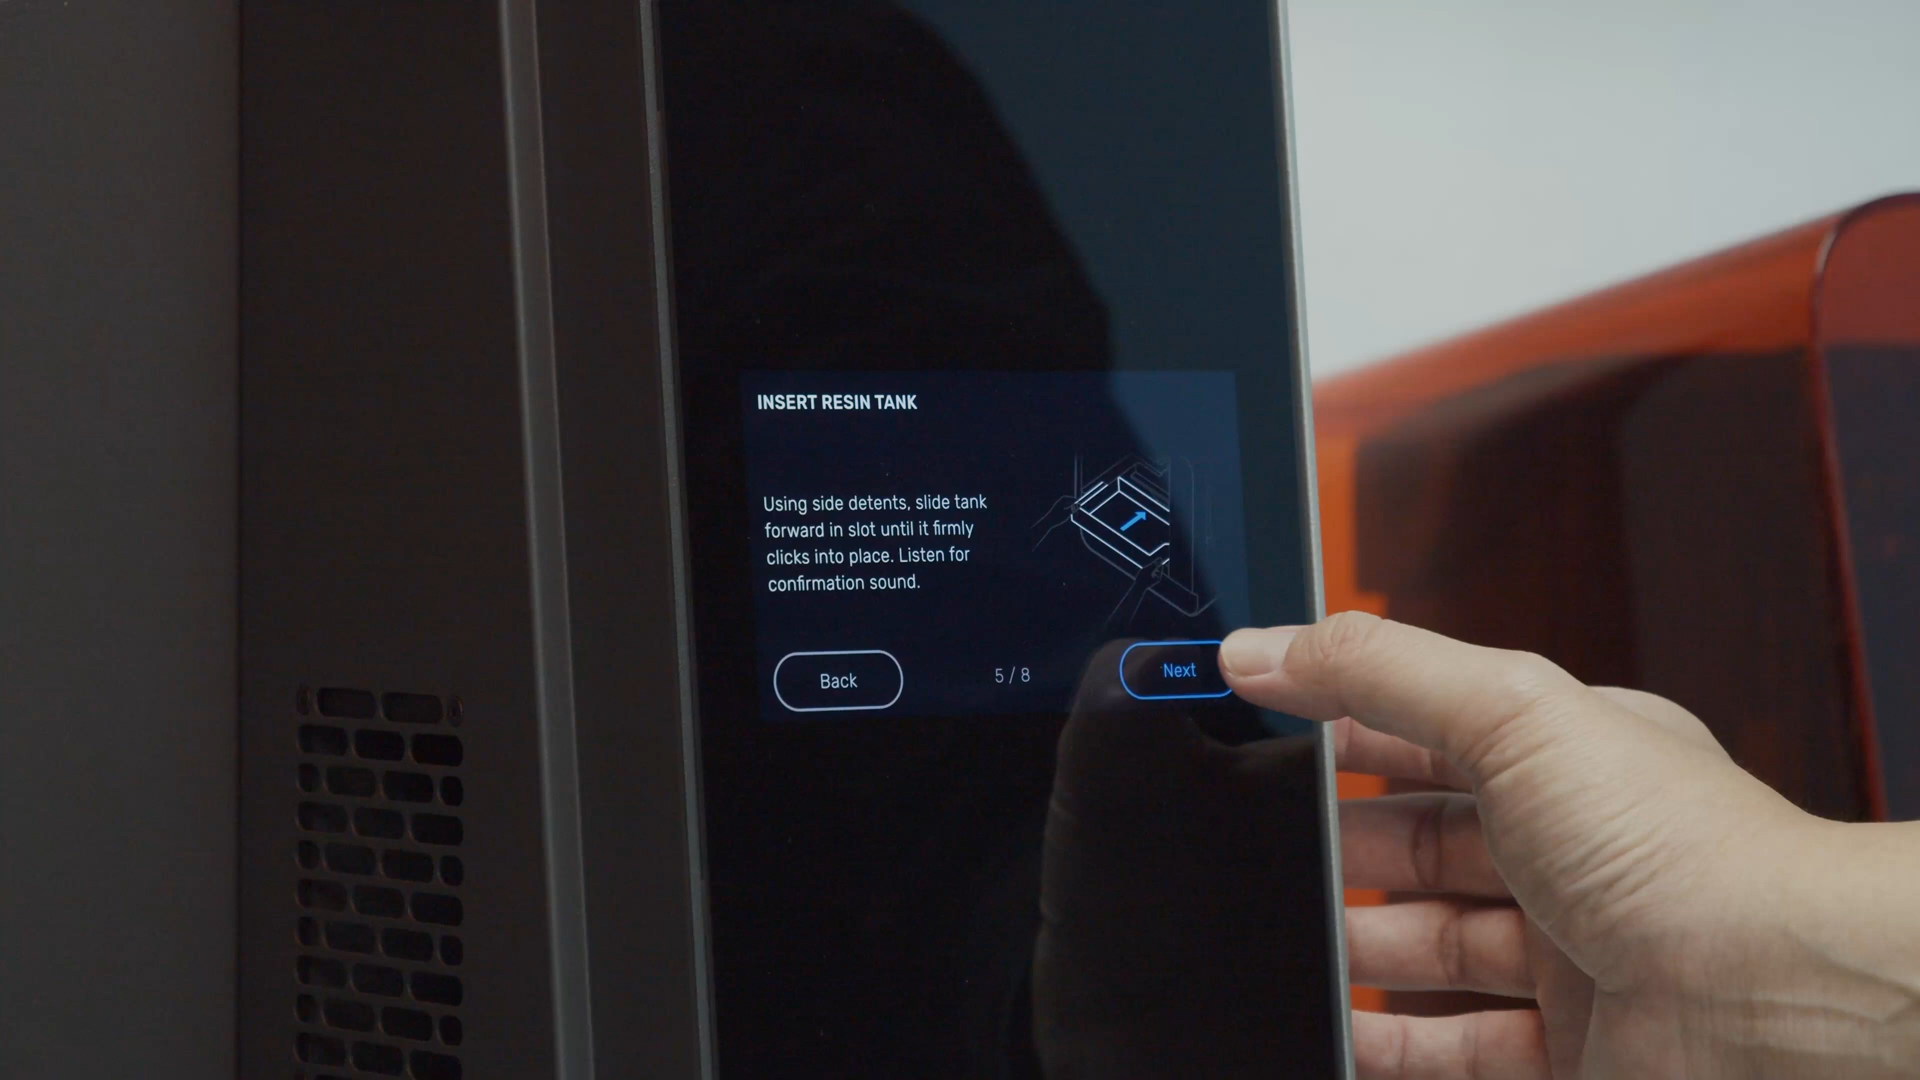 INSERT RESIN TANK
Using side detents, slide tank
forward in slot until it firmly
clicks into place. Listen for
confirmation sound.
Back
5 / 8
Next